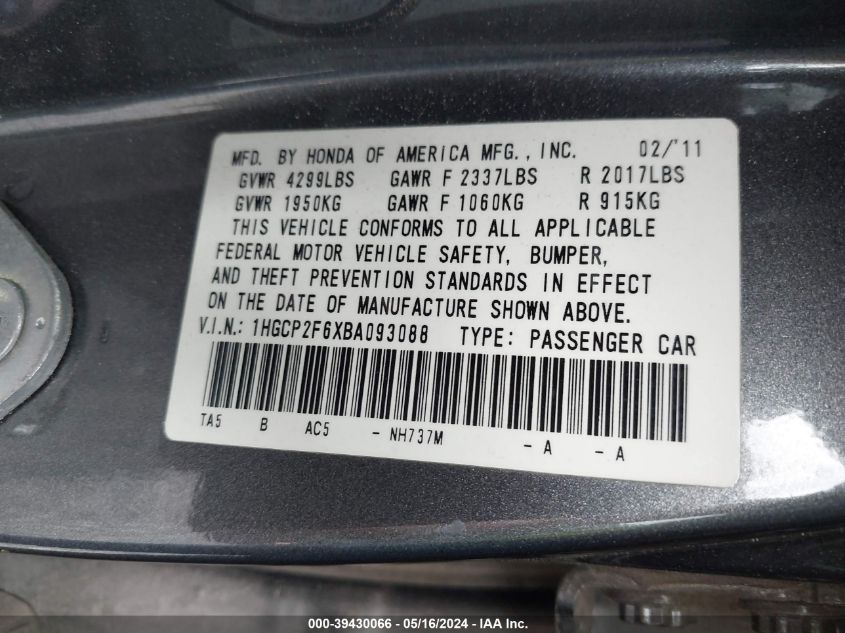 MFD. BY HONDA OF AMERICA MFG., INC. 02/'11
GVWR 4299LBS GAWR F 2337LBS R 2017LBS
GVWR 1950KG GAWR F 1060KG R 915KG
THIS VEHICLE CONFORMS TO ALL APPLICABLE
FEDERAL MOTOR VEHICLE SAFETY, BUMPER,
AND THEFT PREVENTION STANDARDS IN EFFECT
ON THE DATE OF MANUFACTURE SHOWN ABOVE.
V.I.N.: 1HGCP2F6XBA093088 TYPE: PASSENGER CAR
TA5 B AC5 - NH737M - A - A
000-39430066 - 05/16/2024 - IAA Inc.